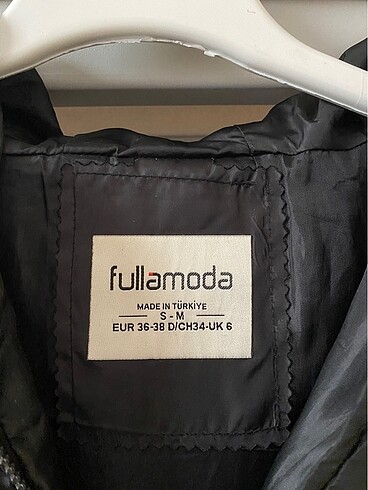 fullamoda
MADE IN TÜRKİYE
S - M
EUR 36-38 D/CH34-UK 6